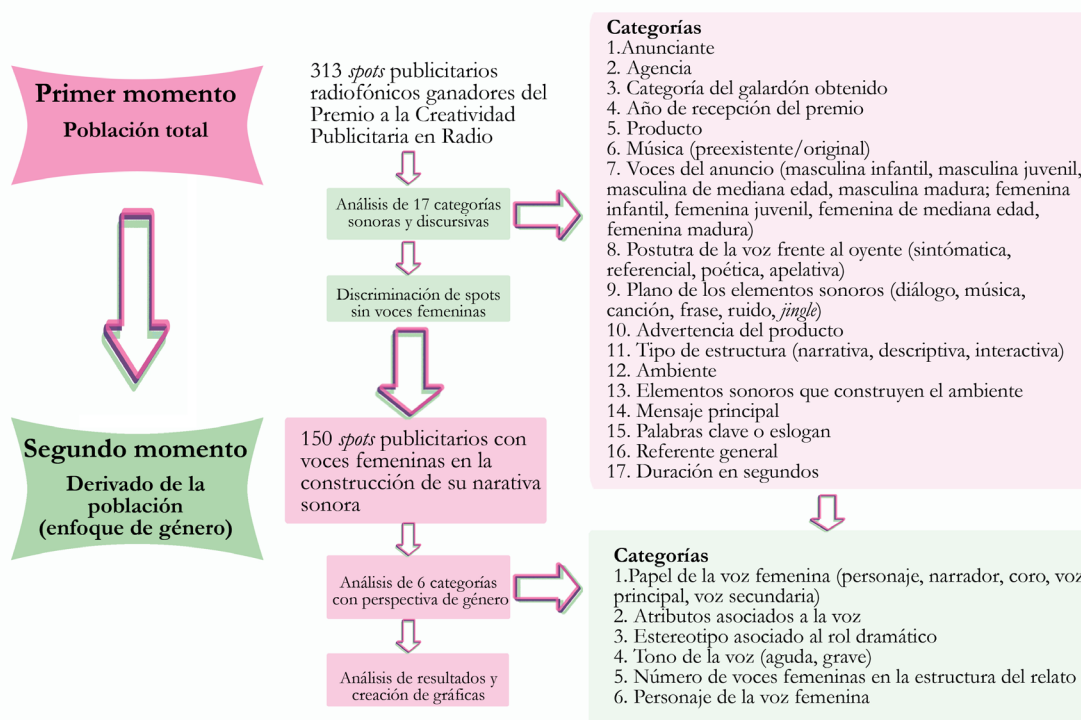 Primer momento
Población total
313 spots publicitarios
radiofónicos ganadores del
Premio a la Creatividad
Publicitaria en Radio
Análisis de 17 categorías
sonoras y discursivas
Discriminación de spots
sin voces femeninas
Categorías
1.Anunciante
2. Agencia
3. Categoría del galardón obtenido
4. Año de recepción del premio
5. Producto
6. Música (preexistente/original)
7. Voces del anuncio (masculina infantil, masculina juvenil,
masculina de mediana edad, masculina madura; femenina
infantil, femenina juvenil, femenina de mediana edad,
femenina madura)
8. Postutra de la voz frente al oyente (sintómatica,
referencial, poética, apelativa)
9. Plano de los elementos sonoros (diálogo, música,
canción, frase, ruido, jingle)
10. Advertencia del producto
11. Tipo de estructura (narrativa, descriptiva, interactiva)
12. Ambiente
13. Elementos sonoros que construyen el ambiente
14. Mensaje principal
15. Palabras clave o eslogan
16. Referente general
17. Duración en segundos
Segundo momento
Derivado de la
población
(enfoque de género)
150 spots publicitarios con
voces femeninas en la
construcción de su narativa
sonora
Análisis de 6 categorías
con perspectiva de género
Análisis de resultados y
creación de gráficas
Categorías
1.Papel de la voz femenina (personaje, narrador, coro, voz
principal, voz secundaria)
2. Atributos asociados a la voz
3. Estereotipo asociado al rol dramático
4. Tono de la voz (aguda, grave)
5. Número de voces femeninas en la estructura del relato
6. Personaje de la voz femenina